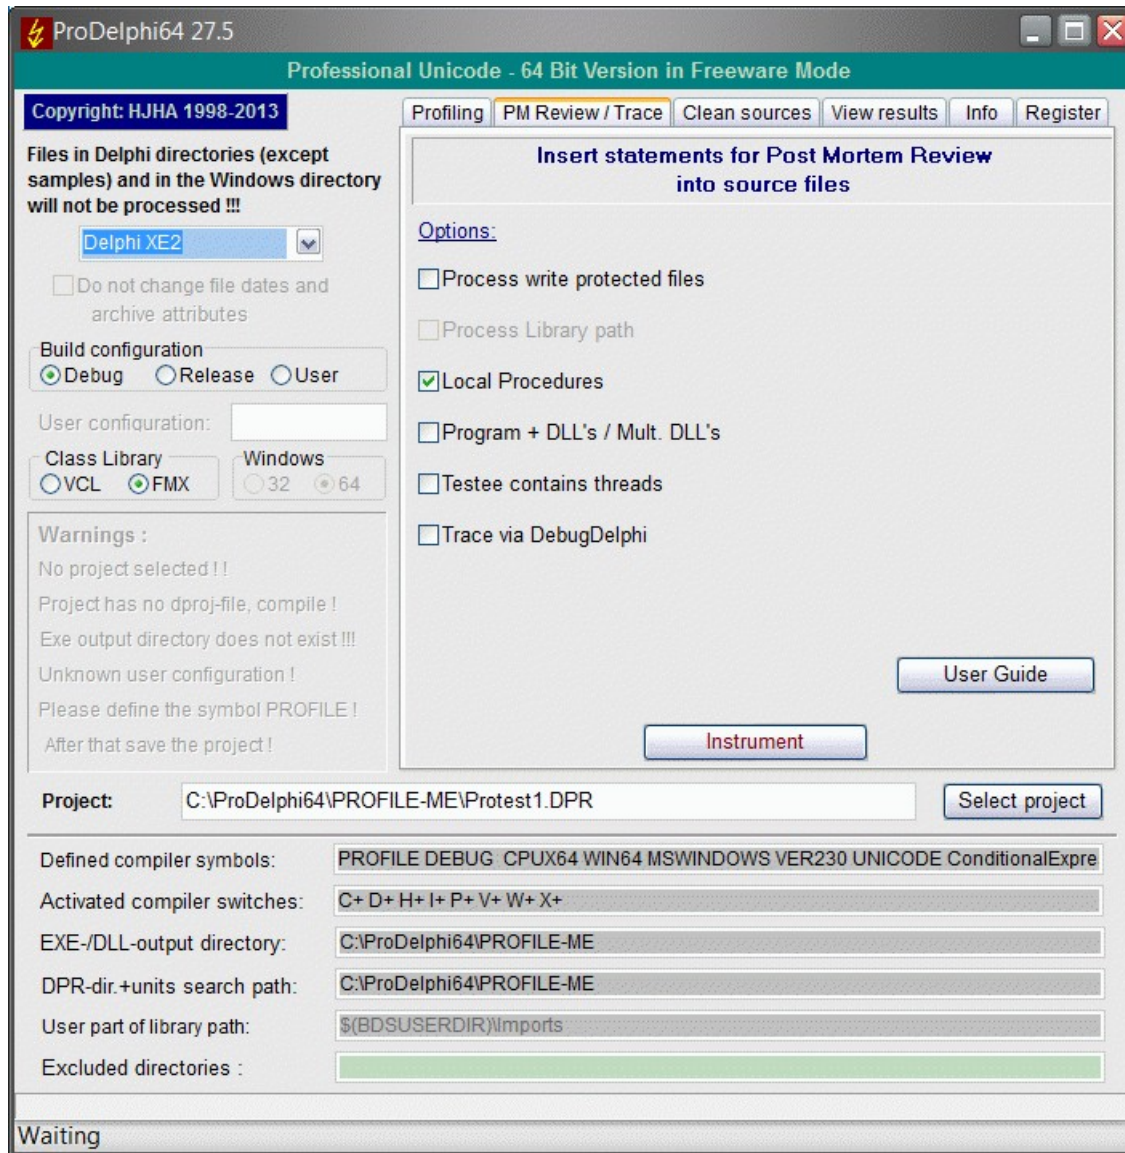 ProDelphi64 27.5
Professional Unicode - 64 Bit Version in Freeware Mode
Copyright: HJHA 1998-2013
Files in Delphi directories (except
samples) and in the Windows directory
will not be processed !!!
Delphi XE2
Do not change file dates and
archive attributes
Build configuration
Debug Release User
User configuration:
Class Library Windows
VCL FMX 32 64
Warnings :
No project selected ! !
Project has no dproj-file, compile !
Exe output directory does not exist !!!
Unknown user configuration !
Please define the symbol PROFILE !
After that save the project !
Profiling PM Review / Trace Clean sources View results Info Register
Insert statements for Post Mortem Review
into source files
Options:
Process write protected files
Process Library path
Local Procedures
Program + DLL's / Mult. DLL's
Testee contains threads
Trace via DebugDelphi
User Guide
Instrument
Project: C:\ProDelphi64\PROFILE-ME\Protest1.DPR Select project
Defined compiler symbols: PROFILE DEBUG CPUX64 WIN64 MSWINDOWS VER230 UNICODE ConditionalExpre
Activated compiler switches: C+ D+ H+ I+ P+ V+ W+ X+
EXE-/DLL-output directory: C:\ProDelphi64\PROFILE-ME
DPR-dir.+units search path: C:\ProDelphi64\PROFILE-ME
User part of library path: $(BDSUSERDIR)\Imports
Excluded directories :
Waiting